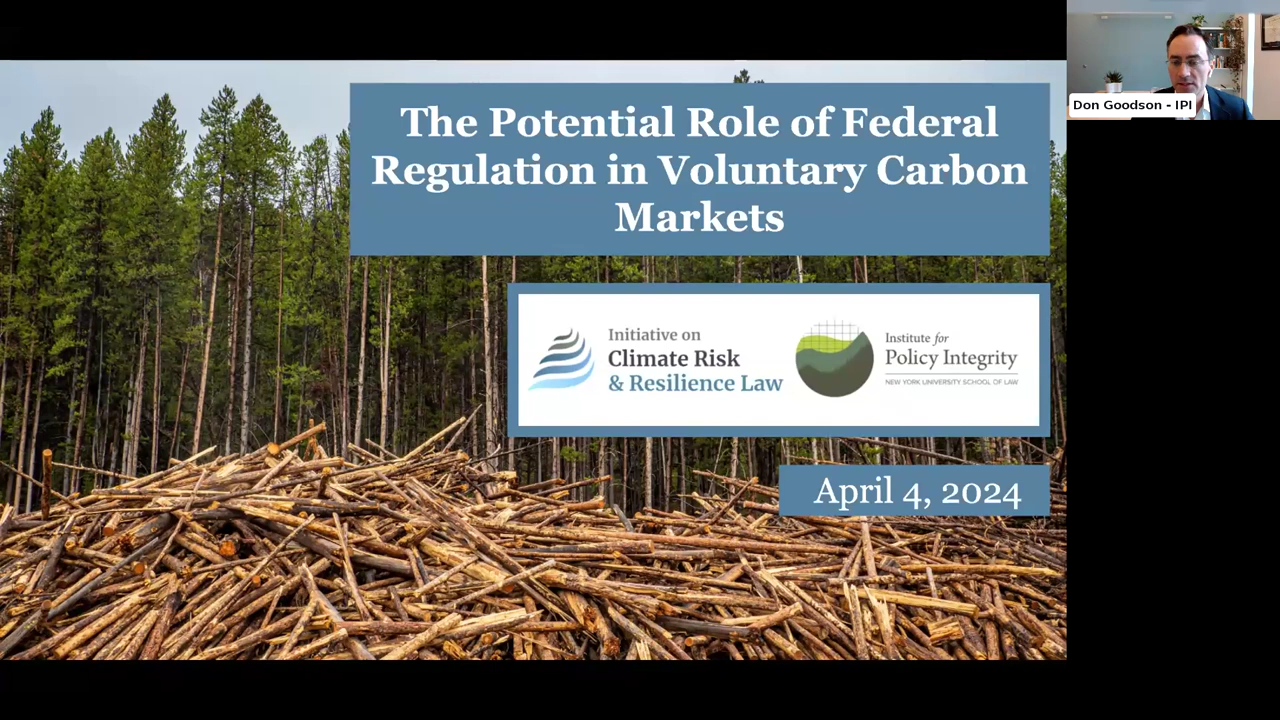 The Potential Role of Federal
Regulation in Voluntary Carbon
Markets
Initiative on
Climate Risk
& Resilience Law
Institute for
Policy Integrity
NEW YORK UNIVERSITY SCHOOL OF LAW
April 4, 2024
Don Goodson - IPI